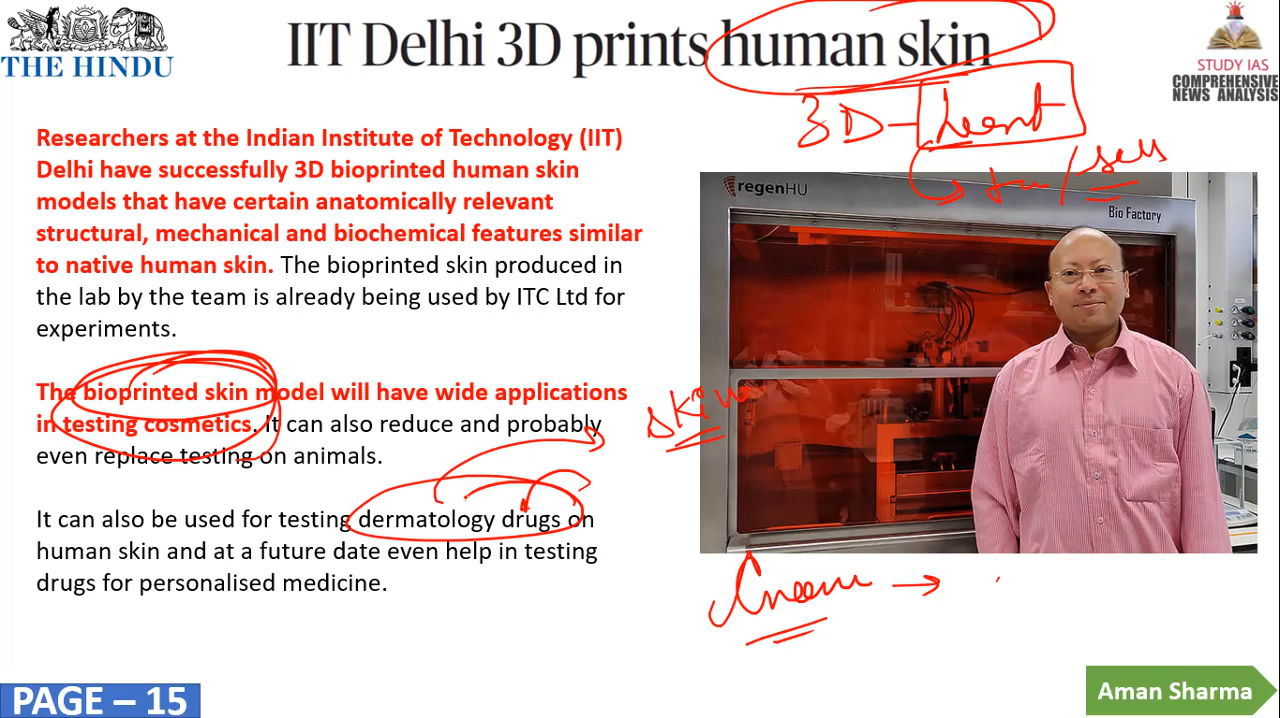 THE HINDU
IIT Delhi 3D prints human skin
STUDY IAS
COMPREHENSIVE
NEWS ANALYSIS
3D - heart
Researchers at the Indian Institute of Technology (IIT)
Delhi have successfully 3D bioprinted human skin
models that have certain anatomically relevant
structural, mechanical and biochemical features similar
to native human skin. The bioprinted skin produced in
the lab by the team is already being used by ITC Ltd for
experiments.
The bioprinted skin model will have wide applications
in testing cosmetics. It can also reduce and probably
even replace testing on animals.
It can also be used for testing dermatology drugs on
human skin and at a future date even help in testing
drugs for personalised medicine.
regenHU
Bio Factory
PAGE – 15
Aman Sharma